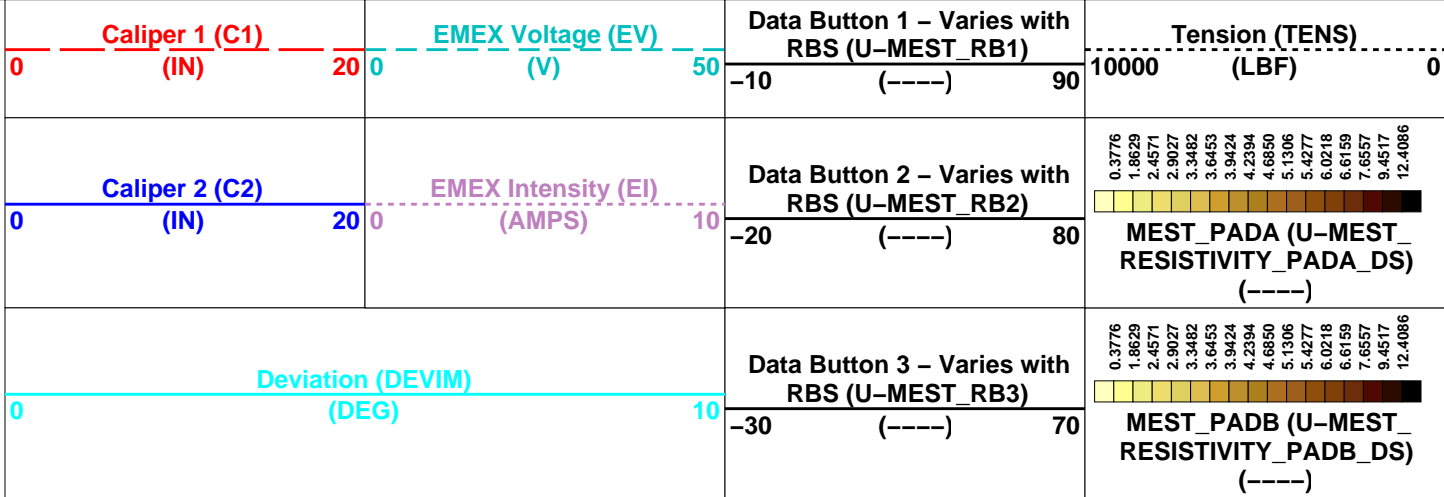 Caliper 1 (C1)
0 (IN) 20
EMEX Voltage (EV)
0 (V) 50
Data Button 1 – Varies with
RBS (U–MEST_RB1)
–10 (––––) 90
Tension (TENS)
10000 (LBF) 0
Caliper 2 (C2)
0 (IN) 20
EMEX Intensity (EI)
0 (AMPS) 10
Data Button 2 – Varies with
RBS (U–MEST_RB2)
–20 (––––) 80
0.3776
1.8629
2.4571
2.9027
3.3482
3.6453
3.9424
4.2394
4.6850
5.1306
5.4277
6.0218
6.6159
7.6557
9.4517
12.4086
MEST_PADA (U–MEST_
RESISTIVITY_PADA_DS)
(––––)
Deviation (DEVIM)
0 (DEG) 10
Data Button 3 – Varies with
RBS (U–MEST_RB3)
–30 (––––) 70
0.3776
1.8629
2.4571
2.9027
3.3482
3.6453
3.9424
4.2394
4.6850
5.1306
5.4277
6.0218
6.6159
7.6557
9.4517
12.4086
MEST_PADB (U–MEST_
RESISTIVITY_PADB_DS)
(––––)